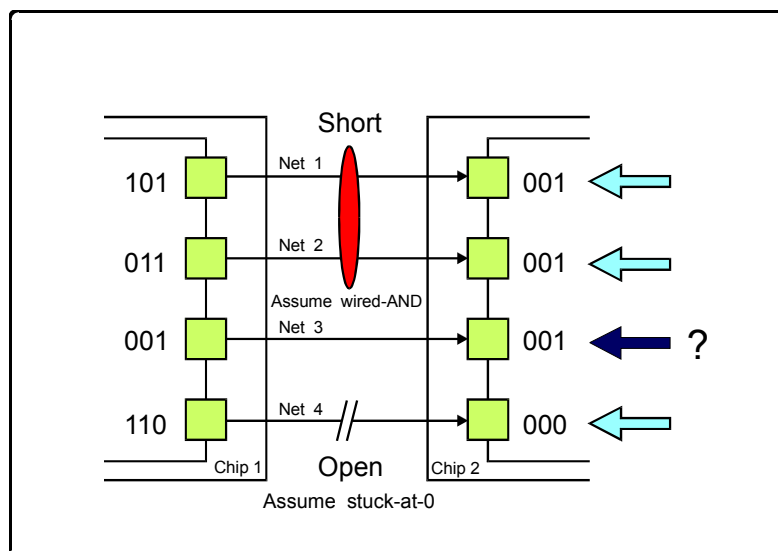 Short
101 Net 1 001
011 Net 2 001
Assume wired-AND
001 Net 3 001 ?
110 Net 4 000
Chip 1 Open Chip 2
Assume stuck-at-0